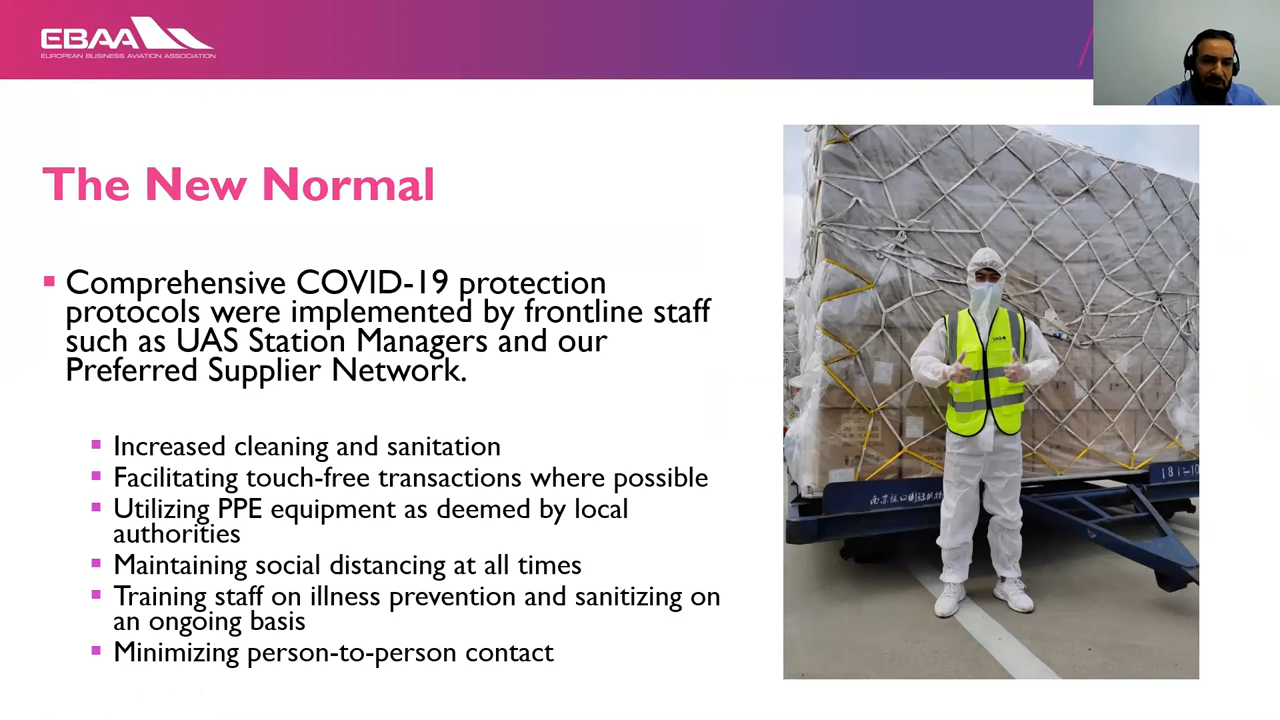 EBAA
EUROPEAN BUSINESS AVIATION ASSOCIATION
The New Normal
Comprehensive COVID-19 protection
protocols were implemented by frontline staff
such as UAS Station Managers and our
Preferred Supplier Network.
Increased cleaning and sanitation
Facilitating touch-free transactions where possible
Utilizing PPE equipment as deemed by local
authorities
Maintaining social distancing at all times
Training staff on illness prevention and sanitizing on
an ongoing basis
Minimizing person-to-person contact
UAS